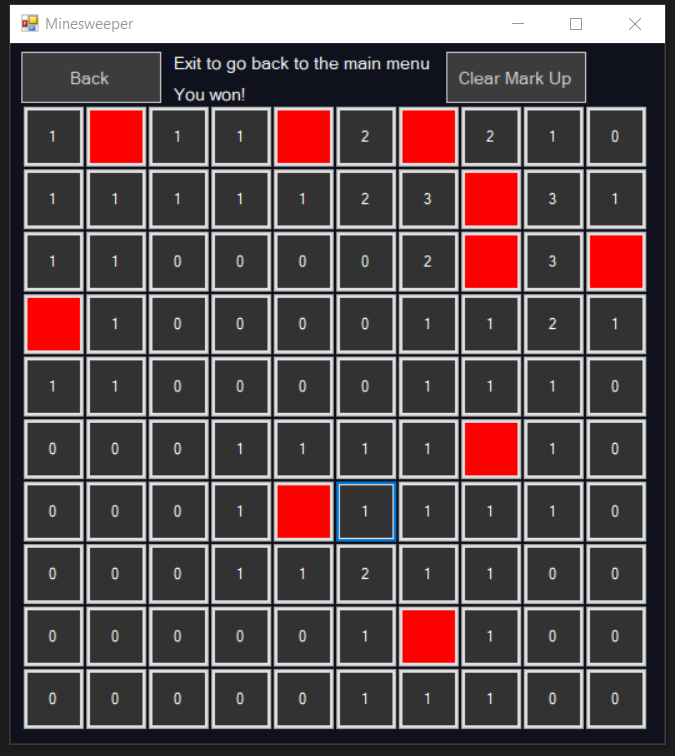 Minesweeper
Back
Exit to go back to the main menu
You won!
Clear Mark Up
1 1 1 2 2 1 0
1 1 1 1 1 2 3 3 1
1 1 0 0 0 0 2 3
1 0 0 0 0 1 1 2 1
1 1 0 0 0 0 1 1 1 0
0 0 0 1 1 1 1 1 0
0 0 0 1 1 1 1 1 0
0 0 0 1 1 2 1 1 0 0
0 0 0 0 0 1 1 0 0
0 0 0 0 0 1 1 1 0 0